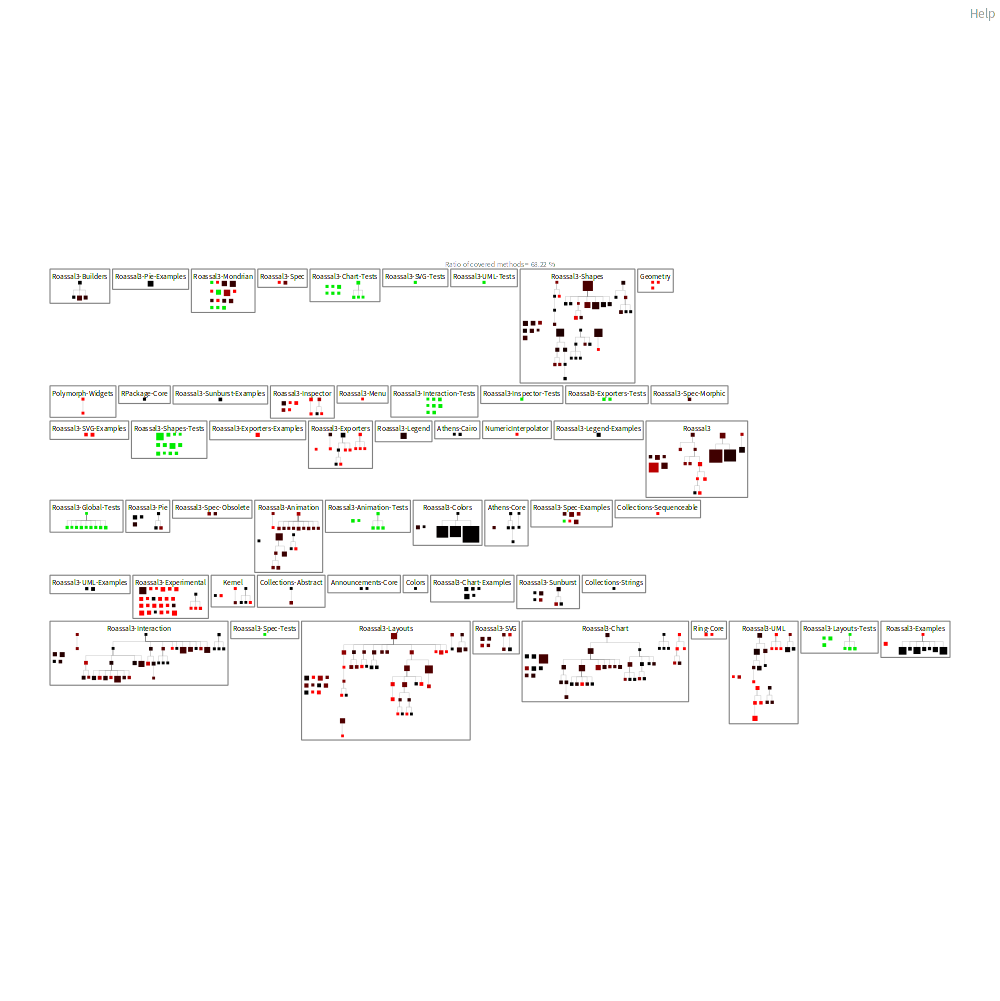 Help
Ratio of covered methods = 63.22 %
Roassal3-Builders
Roassal3-Pie-Examples
Roassal3-Mondrian
Roassal3-Spec
Roassal3-Chart-Tests
Roassal3-SVG-Tests
Roassal3-UML-Tests
Roassal3-Shapes
Geometry
Polymorph-Widgets
RPackage-Core
Roassal3-Sunburst-Examples
Roassal3-Inspector
Roassal3-Menu
Roassal3-Interaction-Tests
Roassal3-Inspector-Tests
Roassal3-Exporters-Tests
Roassal3-Spec-Morphic
Roassal3-SVG-Examples
Roassal3-Shapes-Tests
Roassal3-Exporters-Examples
Roassal3-Exporters
Roassal3-Legend
Athens-Cairo
NumericInterpolator
Roassal3-Legend-Examples
Roassal3
Roassal3-Global-Tests
Roassal3-Pie
Roassal3-Spec-Obsolete
Roassal3-Animation
Roassal3-Animation-Tests
Roassal3-Colors
Athens-Core
Roassal3-Spec-Examples
Collections-Sequenceable
Roassal3-UML-Examples
Roassal3-Experimental
Kernel
Collections-Abstract
Announcements-Core
Colors
Roassal3-Chart-Examples
Roassal3-Sunburst
Collections-Strings
Roassal3-Interaction
Roassal3-Spec-Tests
Roassal3-Layouts
Roassal3-SVG
Roassal3-Chart
Ring-Core
Roassal3-UML
Roassal3-Layouts-Tests
Roassal3-Examples